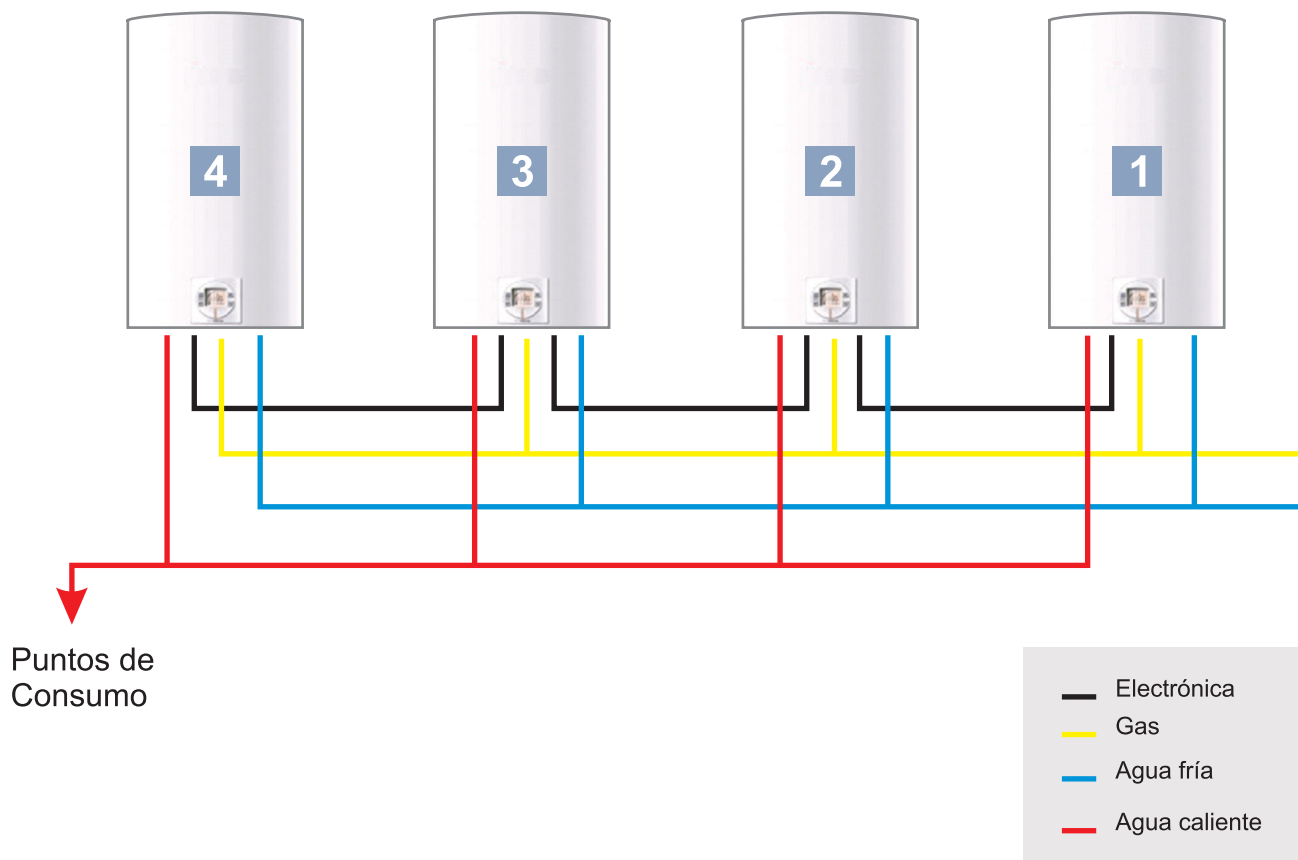 4
3
2
1
Puntos de
Consumo
Electrónica
Gas
Agua fría
Agua caliente